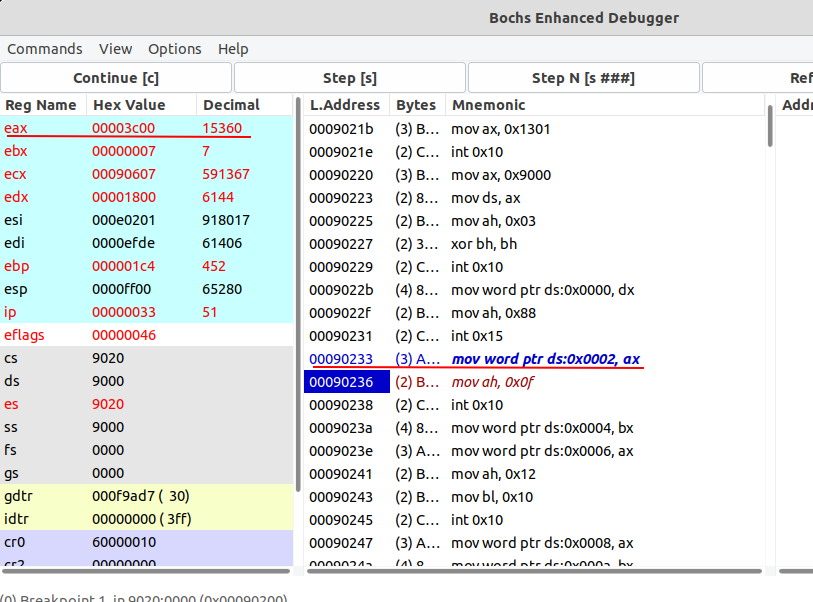 Bochs Enhanced Debugger
Commands View Options Help
Continue [c] Step [s] Step N [s ###] Ref
Reg Name Hex Value Decimal L.Address Bytes Mnemonic Addr
eax 00003c00 15360 0009021b (3) B... mov ax, 0x1301
ebx 00000007 7 0009021e (2) C... int 0x10
ecx 00090607 591367 00090220 (3) B... mov ax, 0x9000
edx 00001800 6144 00090223 (2) 8... mov ds, ax
esi 000e0201 918017 00090225 (2) B... mov ah, 0x03
edi 0000efde 61406 00090227 (2) 3... xor bh, bh
ebp 000001c4 452 00090229 (2) C... int 0x10
esp 0000ff00 65280 0009022b (4) 8... mov word ptr ds:0x0000, dx
ip 00000033 51 0009022f (2) B... mov ah, 0x88
eflags 00000046 00090231 (2) C... int 0x15
cs 9020 00090233 (3) A... mov word ptr ds:0x0002, ax
ds 9000 00090236 (2) B... mov ah, 0x0f
es 9020 00090238 (2) C... int 0x10
ss 9000 0009023a (4) 8... mov word ptr ds:0x0004, bx
fs 0000 0009023e (3) A... mov word ptr ds:0x0006, ax
gs 0000 00090241 (2) B... mov ah, 0x12
gdtr 000f9ad7 ( 30) 00090243 (2) B... mov bl, 0x10
idtr 00000000 ( 3ff) 00090245 (2) C... int 0x10
cr0 60000010 00090247 (3) A... mov word ptr ds:0x0008, ax
cr2 00000000 0009024a (4) 8... mov word ptr ds:0x000a, bx
(0) Breakpoint 1, in 9020:0000 (0x00090200)